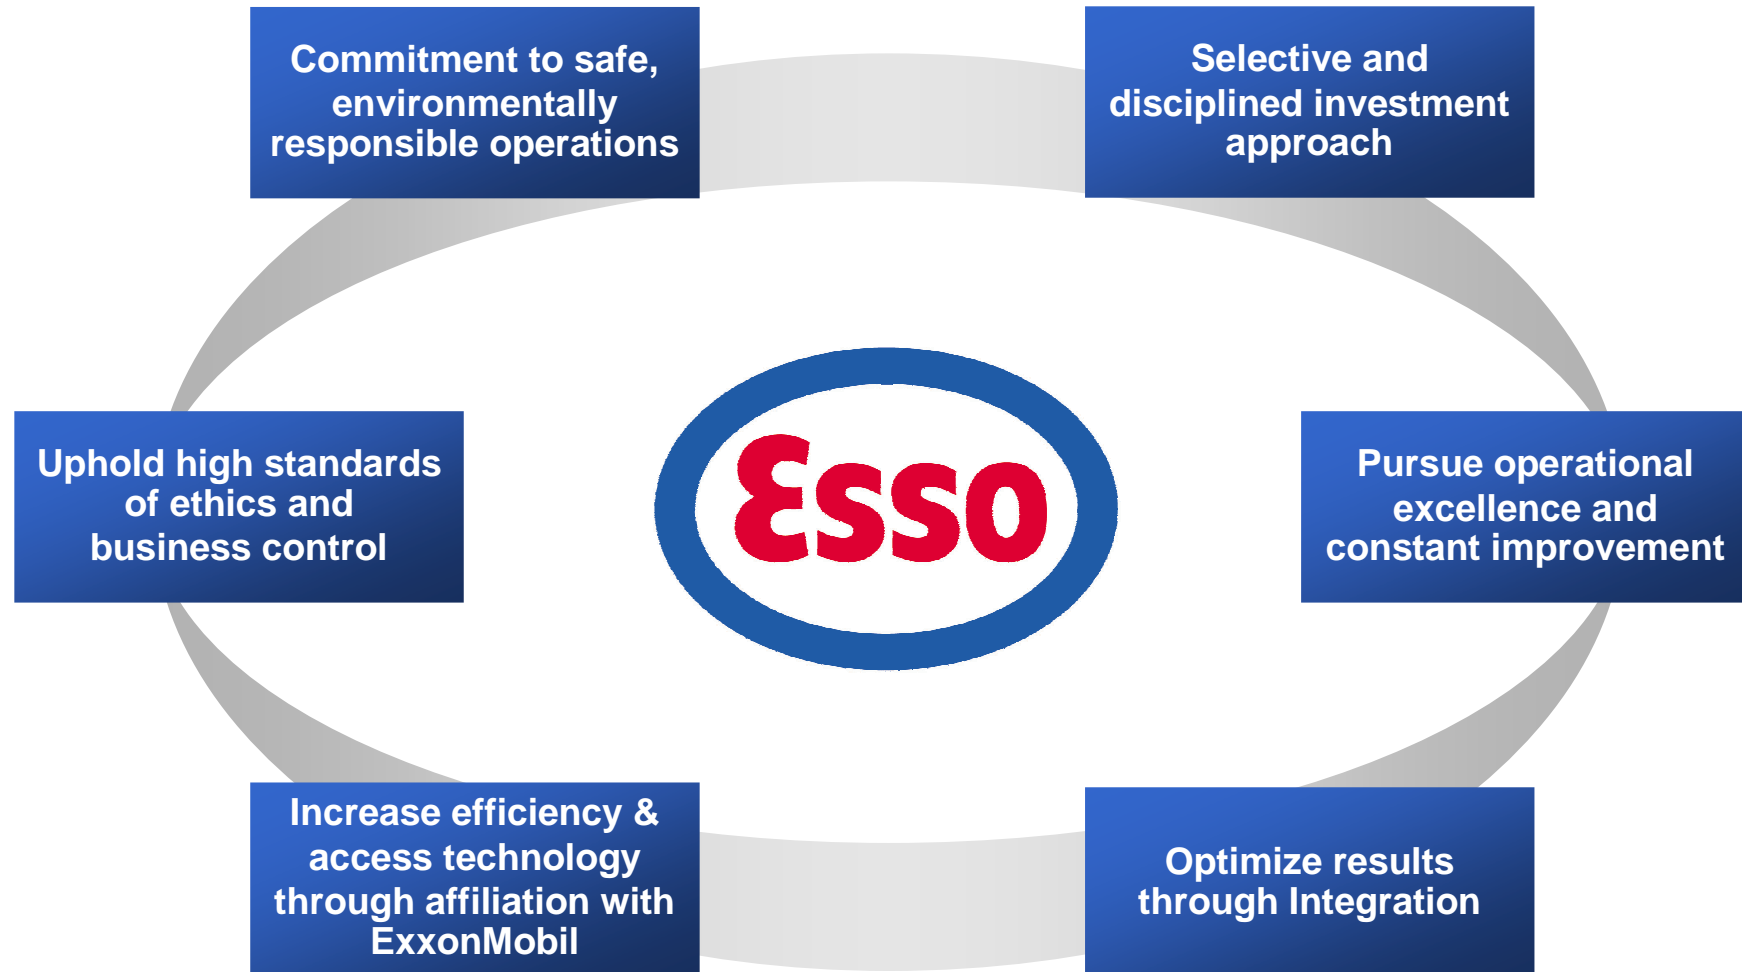 Commitment to safe,
environmentally
responsible operations
Selective and
disciplined investment
approach
Uphold high standards
of ethics and
business control
Esso
Pursue operational
excellence and
constant improvement
Increase efficiency &
access technology
through affiliation with
ExxonMobil
Optimize results
through Integration